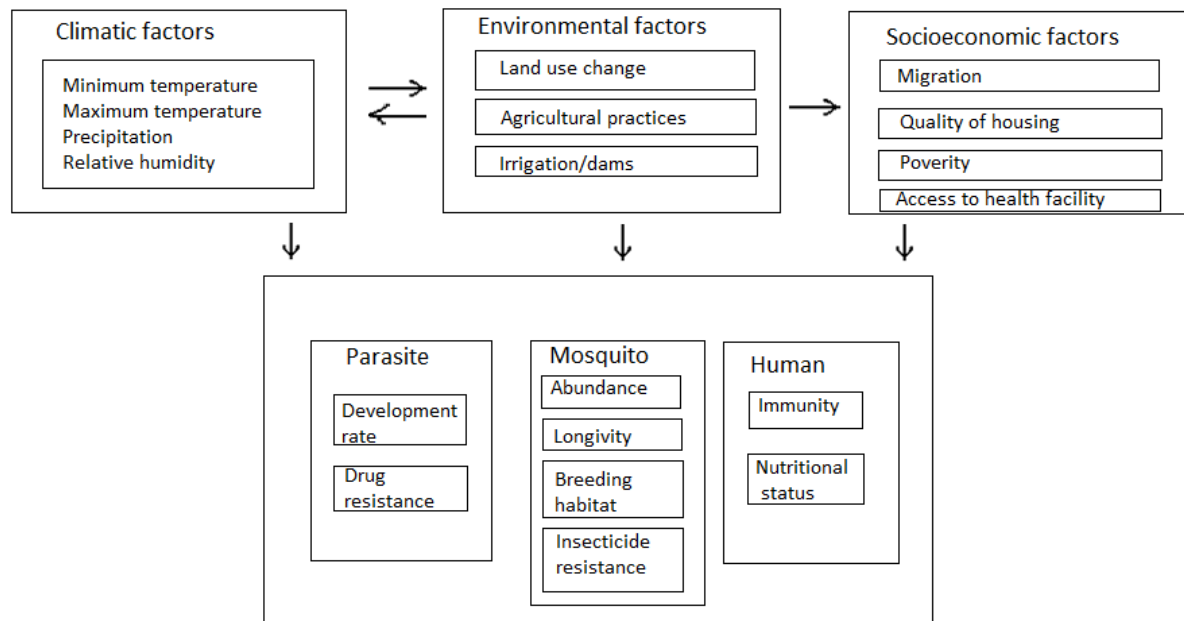 Climatic factors
Minimum temperature
Maximum temperature
Precipitation
Relative humidity
Environmental factors
Land use change
Agricultural practices
Irrigation/dams
Socioeconomic factors
Migration
Quality of housing
Poverity
Access to health facility
Parasite
Development
rate
Drug
resistance
Mosquito
Abundance
Longivity
Breeding
habitat
Insecticide
resistance
Human
Immunity
Nutritional
status